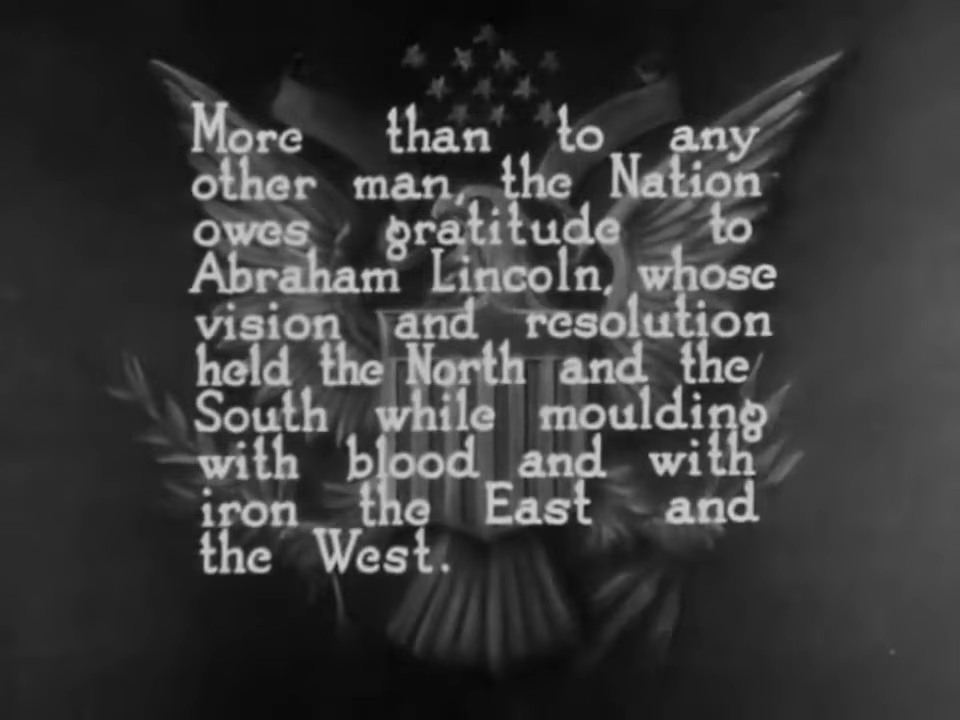 More than to any
other man, the Nation
owes gratitude to
Abraham Lincoln, whose
vision and resolution
held the North and the
South while moulding
with blood and with
iron the East and
the West.